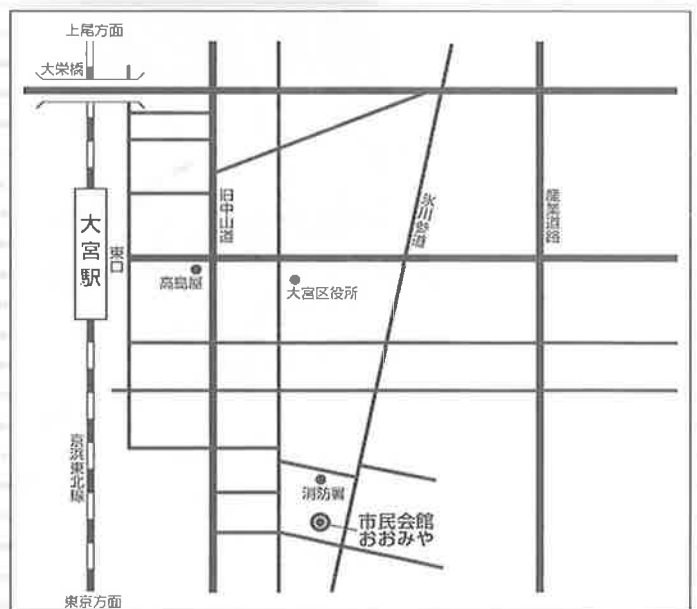 上尾方面
大栄橋
旧中山道
氷川参道
産業道路
大宮駅
東口
高島屋
大宮区役所
京浜東北線
消防署
市民会館
おおみや
東京方面